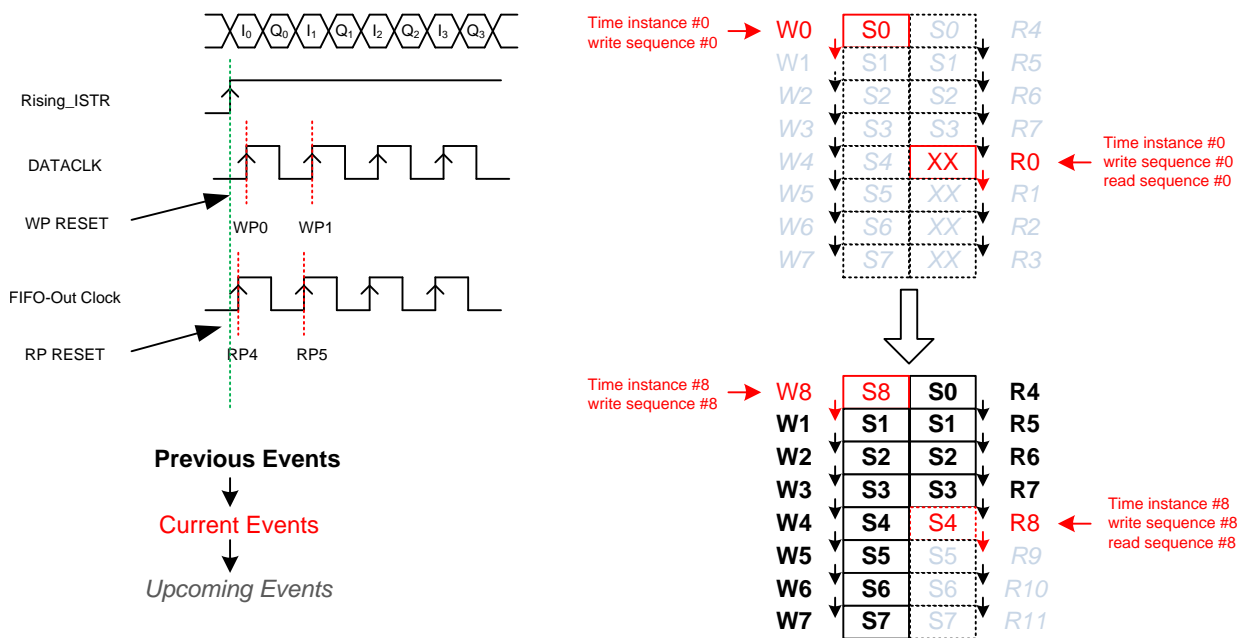 I0 Q0 I1 Q1 I2 Q2 I3 Q3
Rising_ISTR
DATACLK
WP RESET
WP0 WP1
FIFO-Out Clock
RP RESET
RP4 RP5
Previous Events
Current Events
Upcoming Events
Time instance #0
write sequence #0
W0 S0 S0 R4
W1 S1 S1 R5
W2 S2 S2 R6
W3 S3 S3 R7
W4 S4 XX R0
W5 S5 XX R1
W6 S6 XX R2
W7 S7 XX R3
Time instance #0
write sequence #0
read sequence #0
Time instance #8
write sequence #8
W8 S8 S0 R4
W1 S1 S1 R5
W2 S2 S2 R6
W3 S3 S3 R7
W4 S4 S4 R8
W5 S5 S5 R9
W6 S6 S6 R10
W7 S7 S7 R11
Time instance #8
write sequence #8
read sequence #8